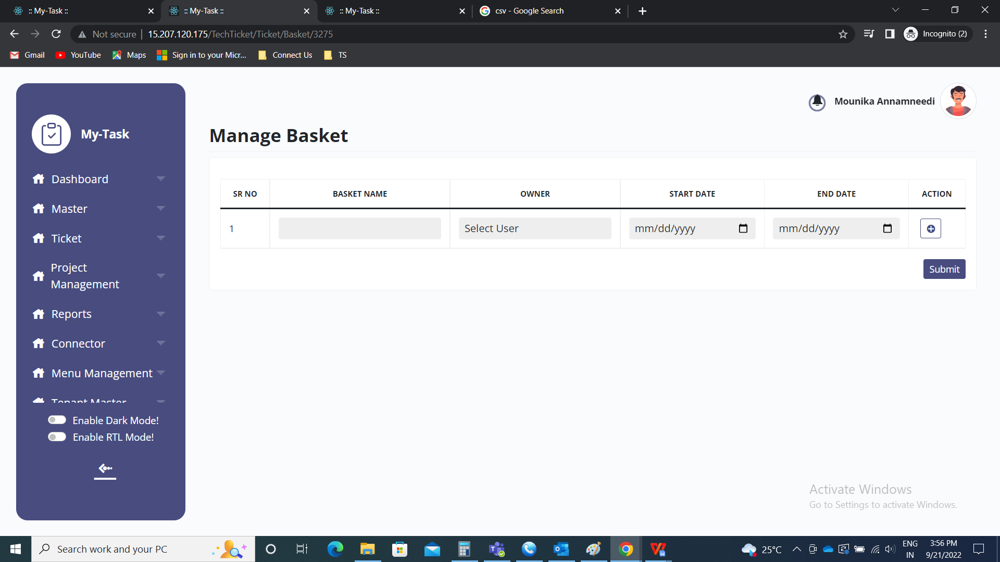 :: My-Task ::
:: My-Task ::
:: My-Task ::
csv - Google Search
Not secure
15.207.120.175/TechTicket/Ticket/Basket/3275
Incognito (2)
Gmail
YouTube
Maps
Sign in to your Micr...
Connect Us
TS
My-Task
Dashboard
Master
Ticket
Project
Management
Reports
Connector
Menu Management
Tenant Master
Enable Dark Mode!
Enable RTL Mode!
Mounika Annamneedi
Manage Basket
SR NO BASKET NAME OWNER START DATE END DATE ACTION
1 Select User mm/dd/yyyy mm/dd/yyyy
Submit
Activate Windows
Go to Settings to activate Windows.
Search work and your PC
25°C
ENG
IN
3:56 PM
9/21/2022